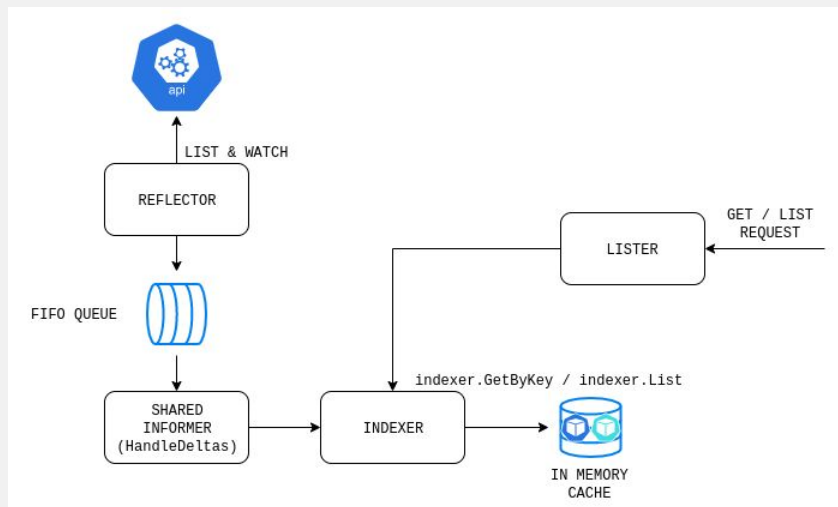 api
LIST & WATCH
REFLECTOR
GET / LIST
REQUEST
LISTER
FIFO QUEUE
indexer.GetByKey / indexer.List
SHARED
INFORMER
(HandleDeltas)
INDEXER
IN MEMORY
CACHE